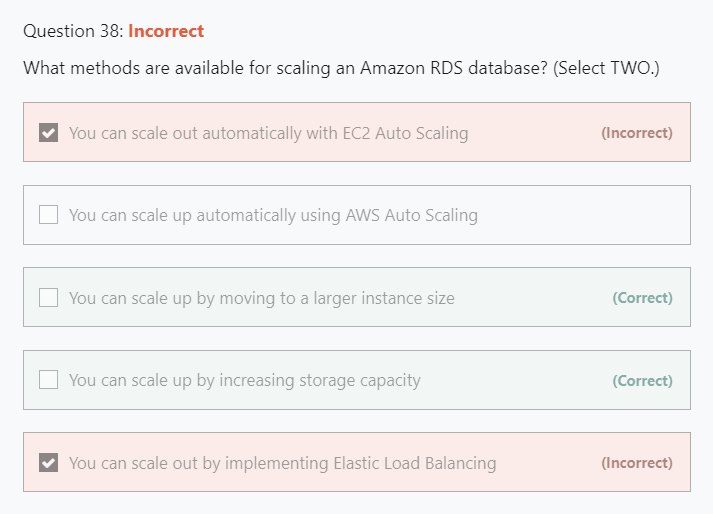 Question 38: Incorrect
What methods are available for scaling an Amazon RDS database? (Select TWO.)
You can scale out automatically with EC2 Auto Scaling (Incorrect)
You can scale up automatically using AWS Auto Scaling
You can scale up by moving to a larger instance size (Correct)
You can scale up by increasing storage capacity (Correct)
You can scale out by implementing Elastic Load Balancing (Incorrect)